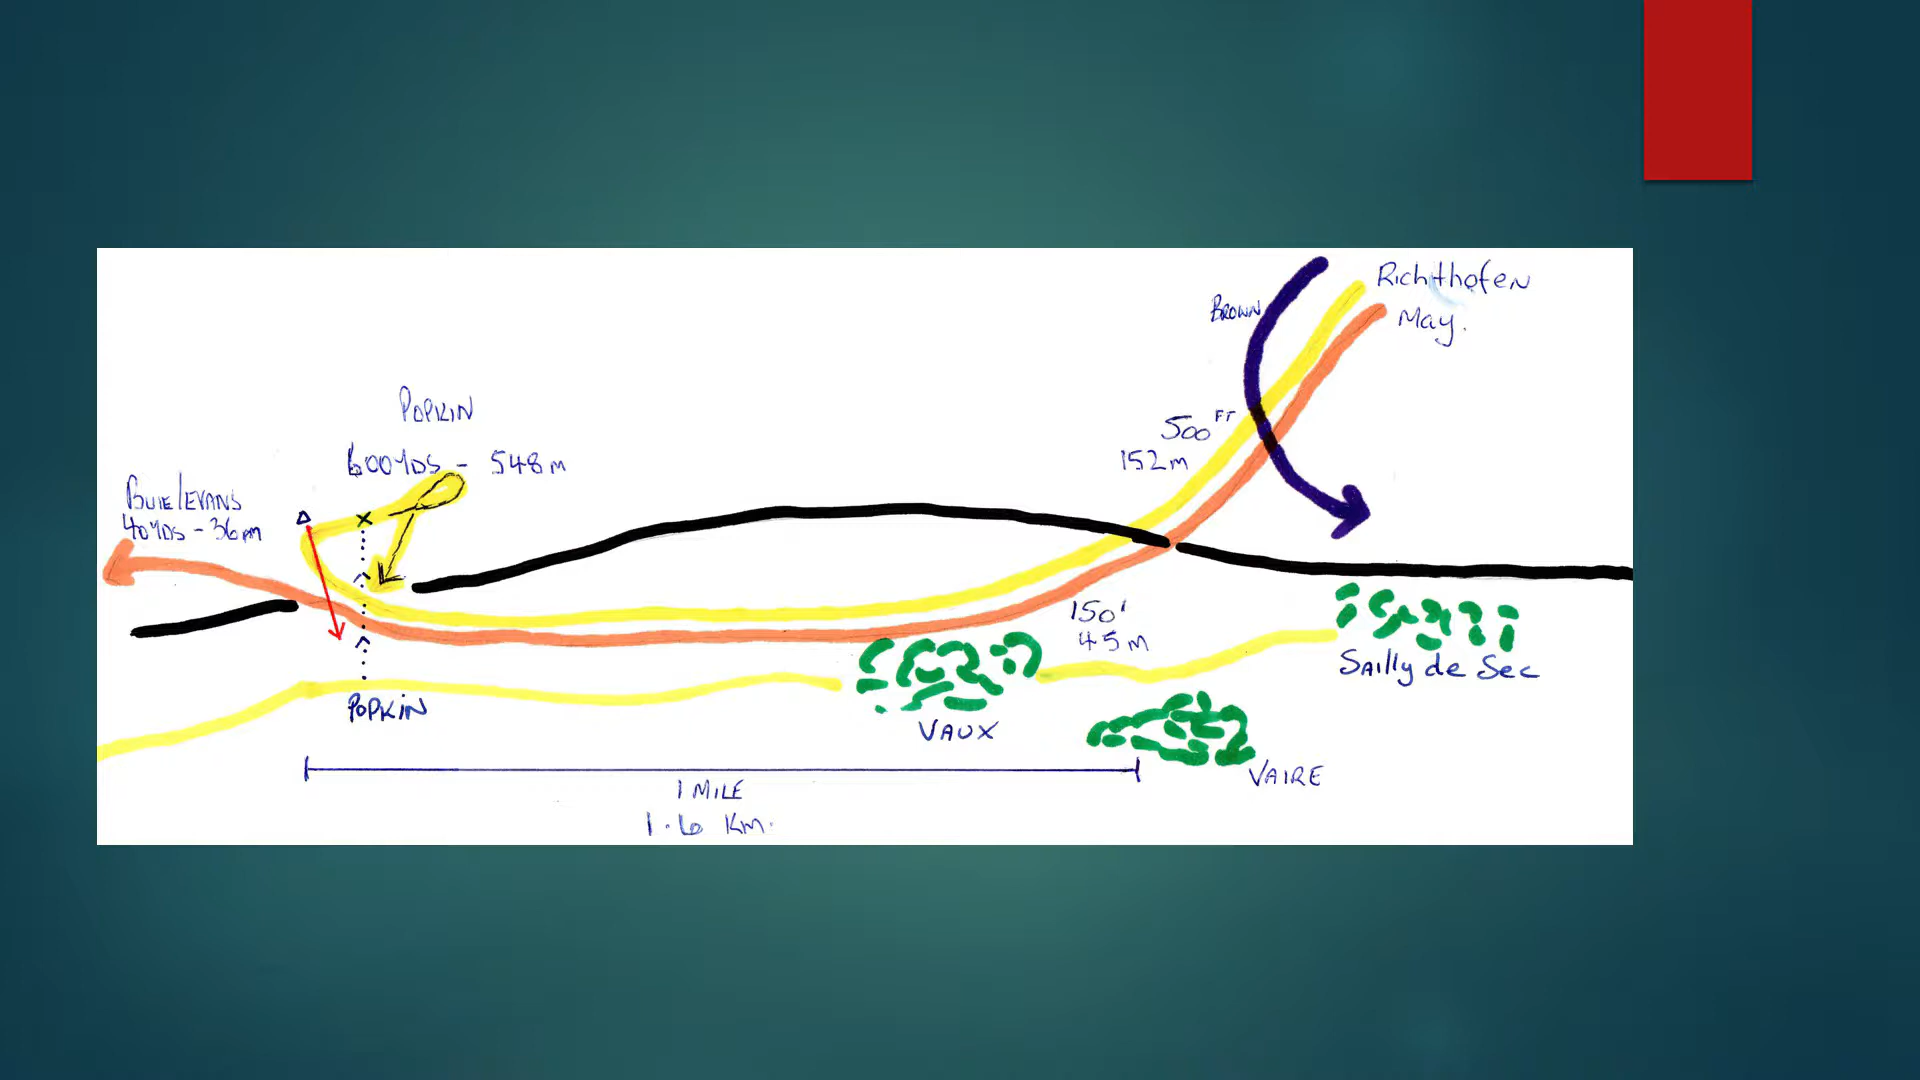 Richthofen
May.
BROWN
500 FT
152m
POPKIN
600YDS - 548m
BUIE/EVANS
40YDS - 36m
150'
45m
Sailly de Sec
POPKIN
VAUX
VAIRE
1 MILE
1.6 KM.